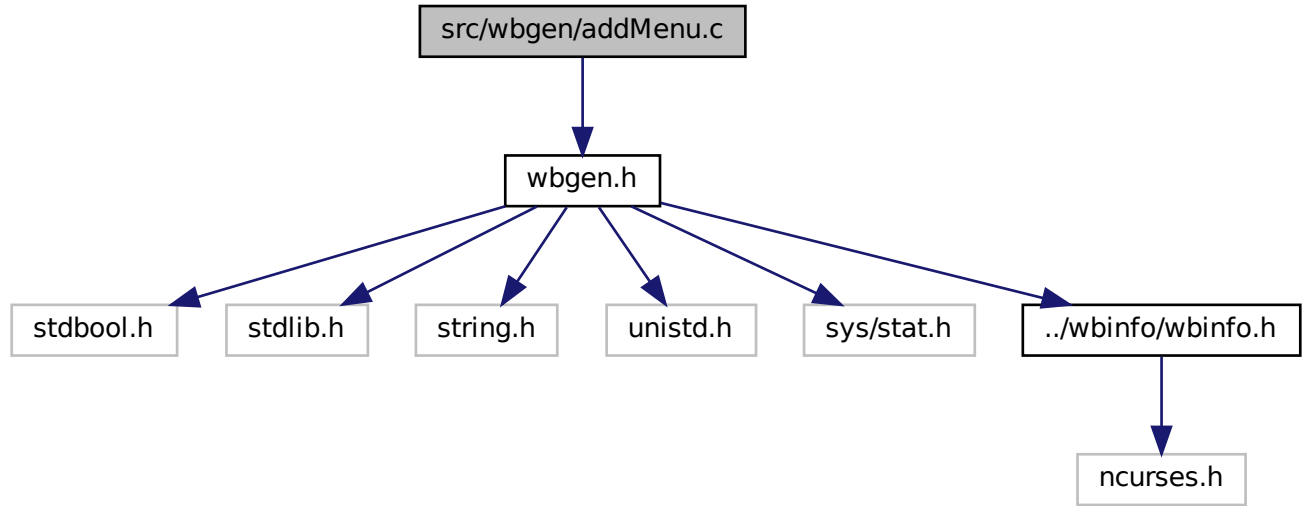 src/wbgen/addMenu.c
wbgen.h
stdbool.h
stdlib.h
string.h
unistd.h
sys/stat.h
../wbinfo/wbinfo.h
ncurses.h